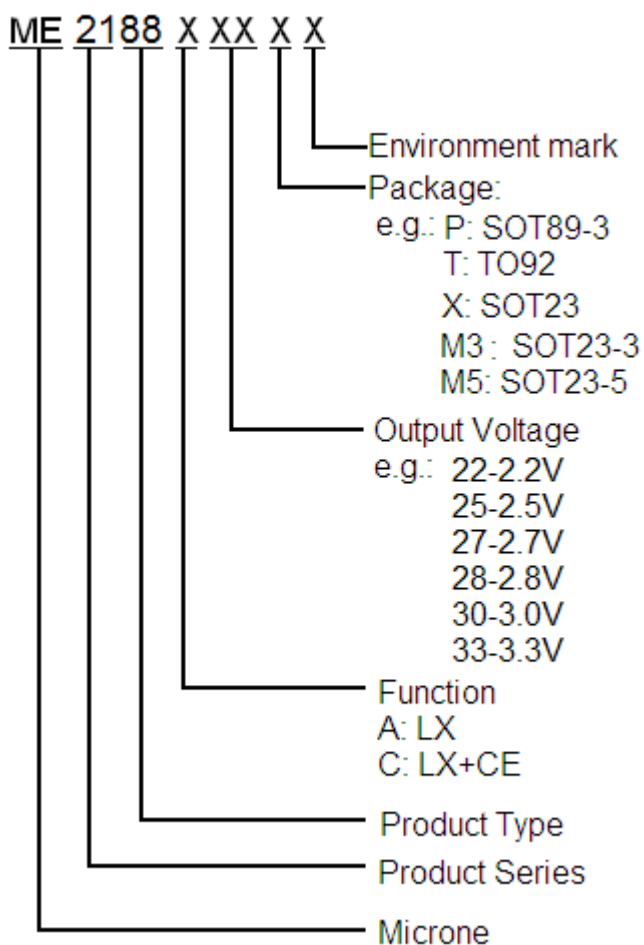 ME 2188 X XX X X
Environment mark
Package:
e.g.: P: SOT89-3
T: TO92
X: SOT23
M3 : SOT23-3
M5: SOT23-5
Output Voltage
e.g.: 22-2.2V
25-2.5V
27-2.7V
28-2.8V
30-3.0V
33-3.3V
Function
A: LX
C: LX+CE
Product Type
Product Series
Microne